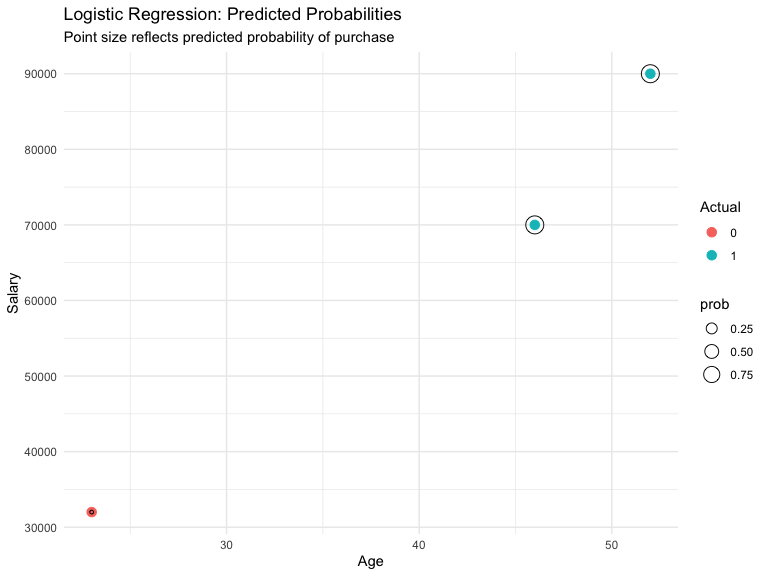 Logistic Regression: Predicted Probabilities
Point size reflects predicted probability of purchase
90000
80000
70000
60000
50000
40000
30000
Salary
30
40
50
Age
Actual
0
1
prob
0.25
0.50
0.75